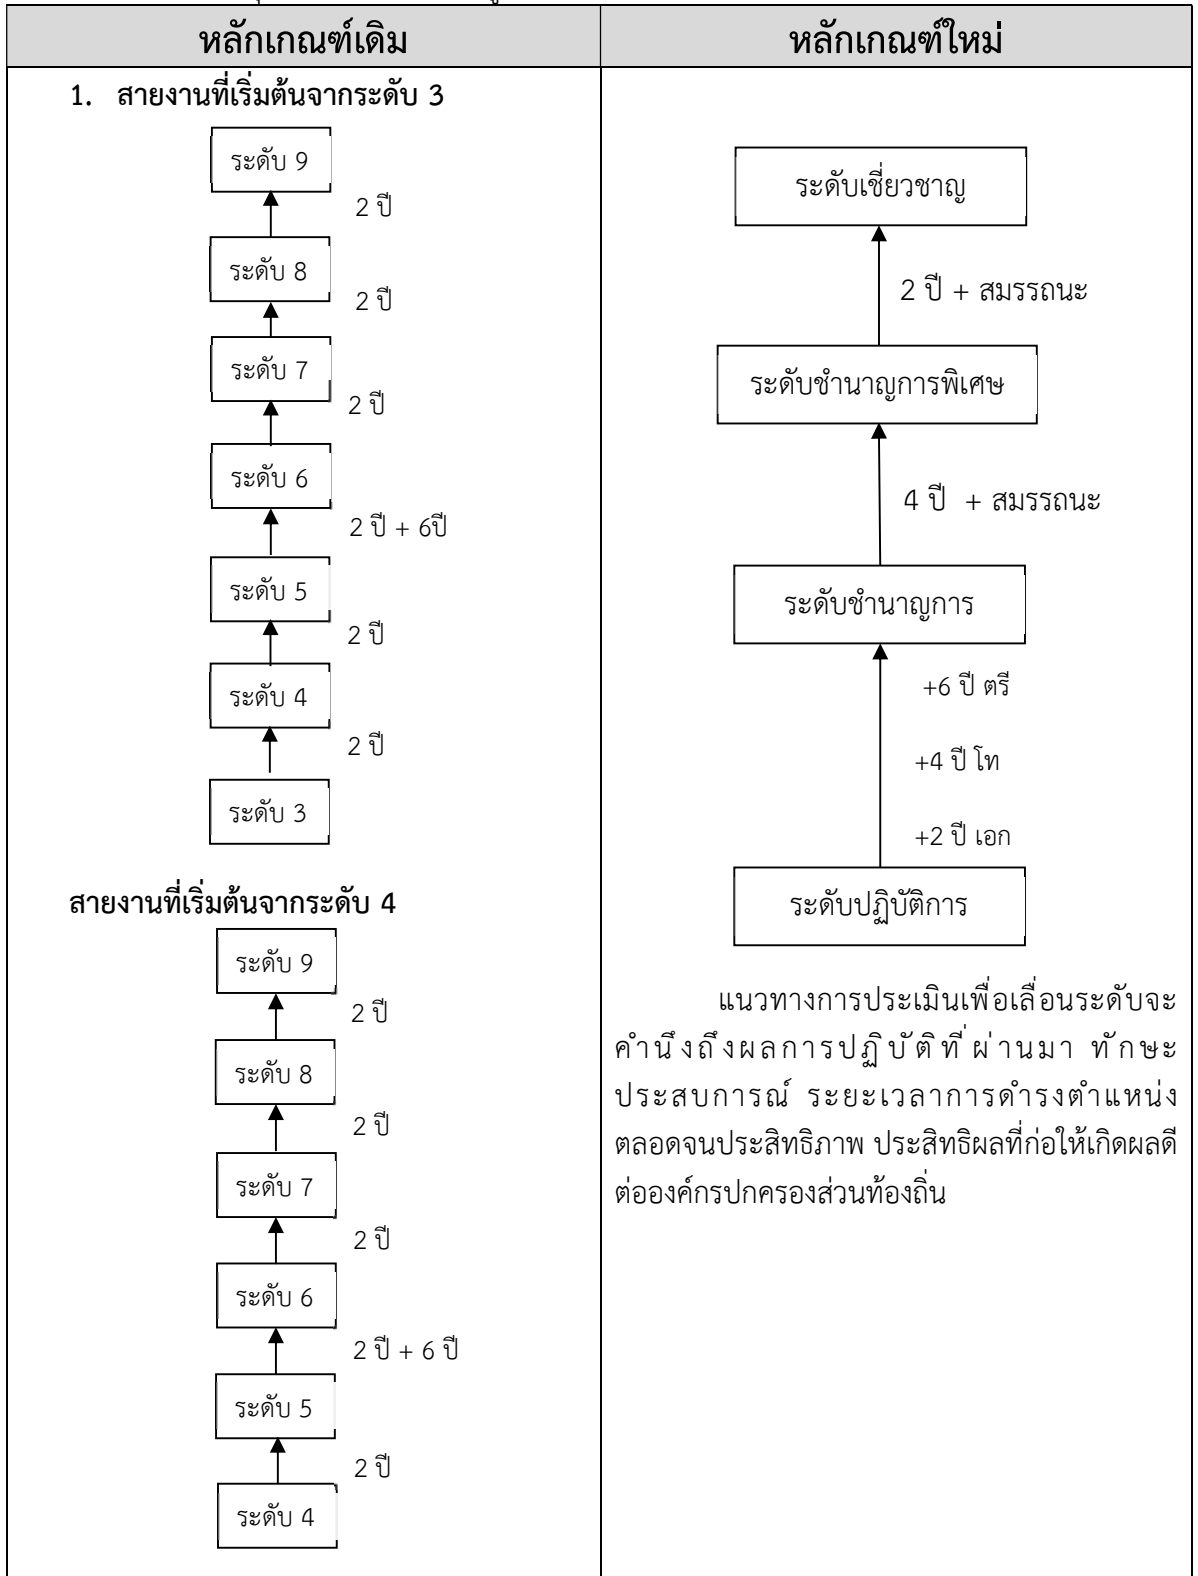 หลักเกณฑ์เดิม
หลักเกณฑ์ใหม่
1. สายงานที่เริ่มต้นจากระดับ 3
ระดับ 9
2 ปี
ระดับ 8
2 ปี
ระดับ 7
2 ปี
ระดับ 6
2 ปี + 6ปี
ระดับ 5
2 ปี
ระดับ 4
2 ปี
ระดับ 3
สายงานที่เริ่มต้นจากระดับ 4
ระดับ 9
2 ปี
ระดับ 8
2 ปี
ระดับ 7
2 ปี
ระดับ 6
2 ปี + 6 ปี
ระดับ 5
2 ปี
ระดับ 4
ระดับเชี่ยวชาญ
2 ปี + สมรรถนะ
ระดับชำนาญการพิเศษ
4 ปี + สมรรถนะ
ระดับชำนาญการ
+6 ปี ตรี
+4 ปี โท
+2 ปี เอก
ระดับปฏิบัติการ
แนวทางการประเมินเพื่อเลื่อนระดับจะ
คำนึงถึงผลการปฏิบัติที่ผ่านมา ทักษะ
ประสบการณ์ ระยะเวลาการดำรงตำแหน่ง
ตลอดจนประสิทธิภาพ ประสิทธิผลที่ก่อให้เกิดผลดี
ต่อองค์กรปกครองส่วนท้องถิ่น